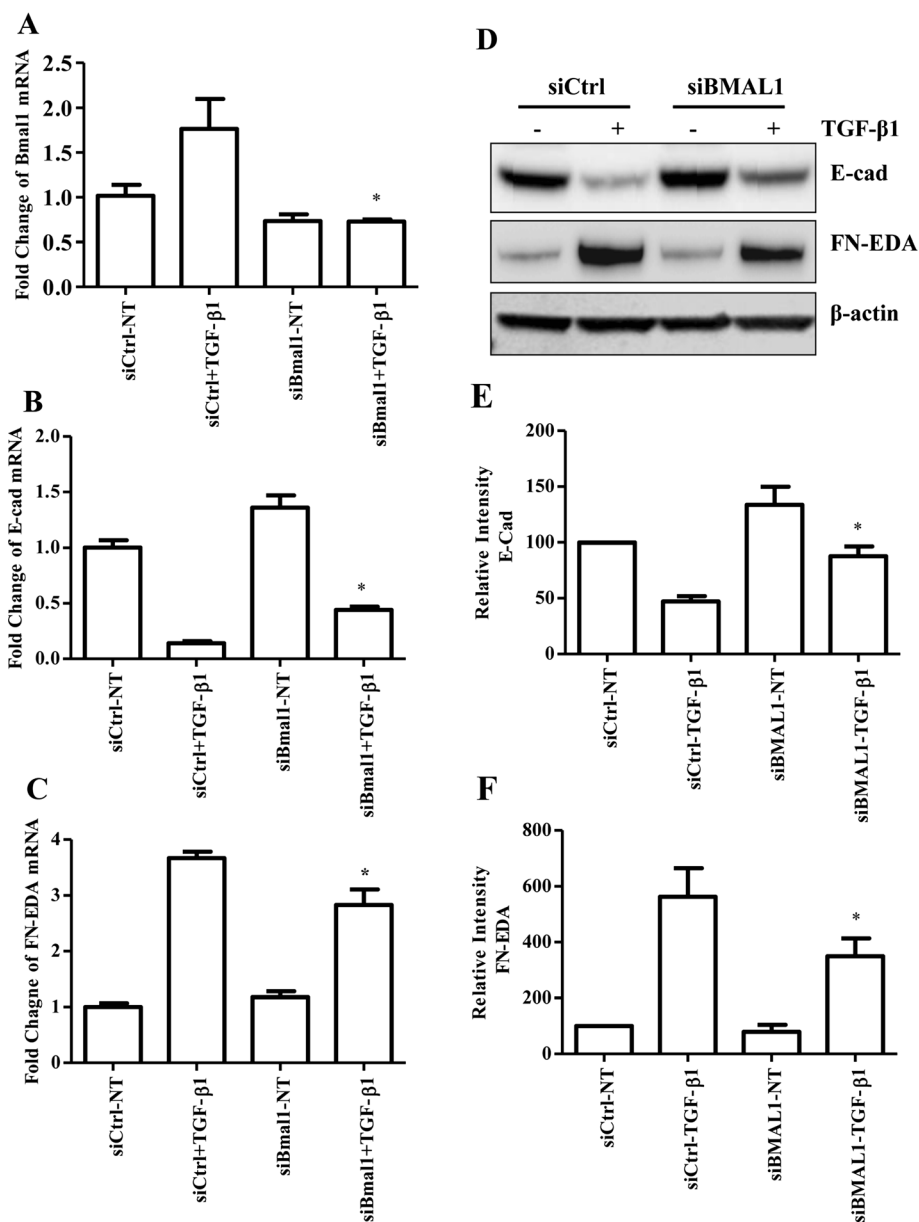 A
Fold Change of Bmal1 mRNA
2.5
2.0
1.5
1.0
0.5
0.0
*
siCtrl-NT
siCtrl+TGF-β1
siBmal1-NT
siBmal1+TGF-β1
B
Fold Change of E-cad mRNA
2.0
1.5
1.0
0.5
0.0
*
siCtrl-NT
siCtrl+TGF-β1
siBmal1-NT
siBmal1+TGF-β1
C
Fold Chagne of FN-EDA mRNA
4
3
2
1
0
*
siCtrl-NT
siCtrl+TGF-β1
siBmal1-NT
siBmal1+TGF-β1
D
siCtrl siBMAL1
- + - + TGF-β1
E-cad
FN-EDA
β-actin
E
Relative Intensity
E-Cad
200
150
100
50
0
*
siCtrl-NT
siCtrl-TGF-β1
siBMAL1-NT
siBMAL1-TGF-β1
F
Relative Intensity
FN-EDA
800
600
400
200
0
*
siCtrl-NT
siCtrl-TGF-β1
siBMAL1-NT
siBMAL1-TGF-β1